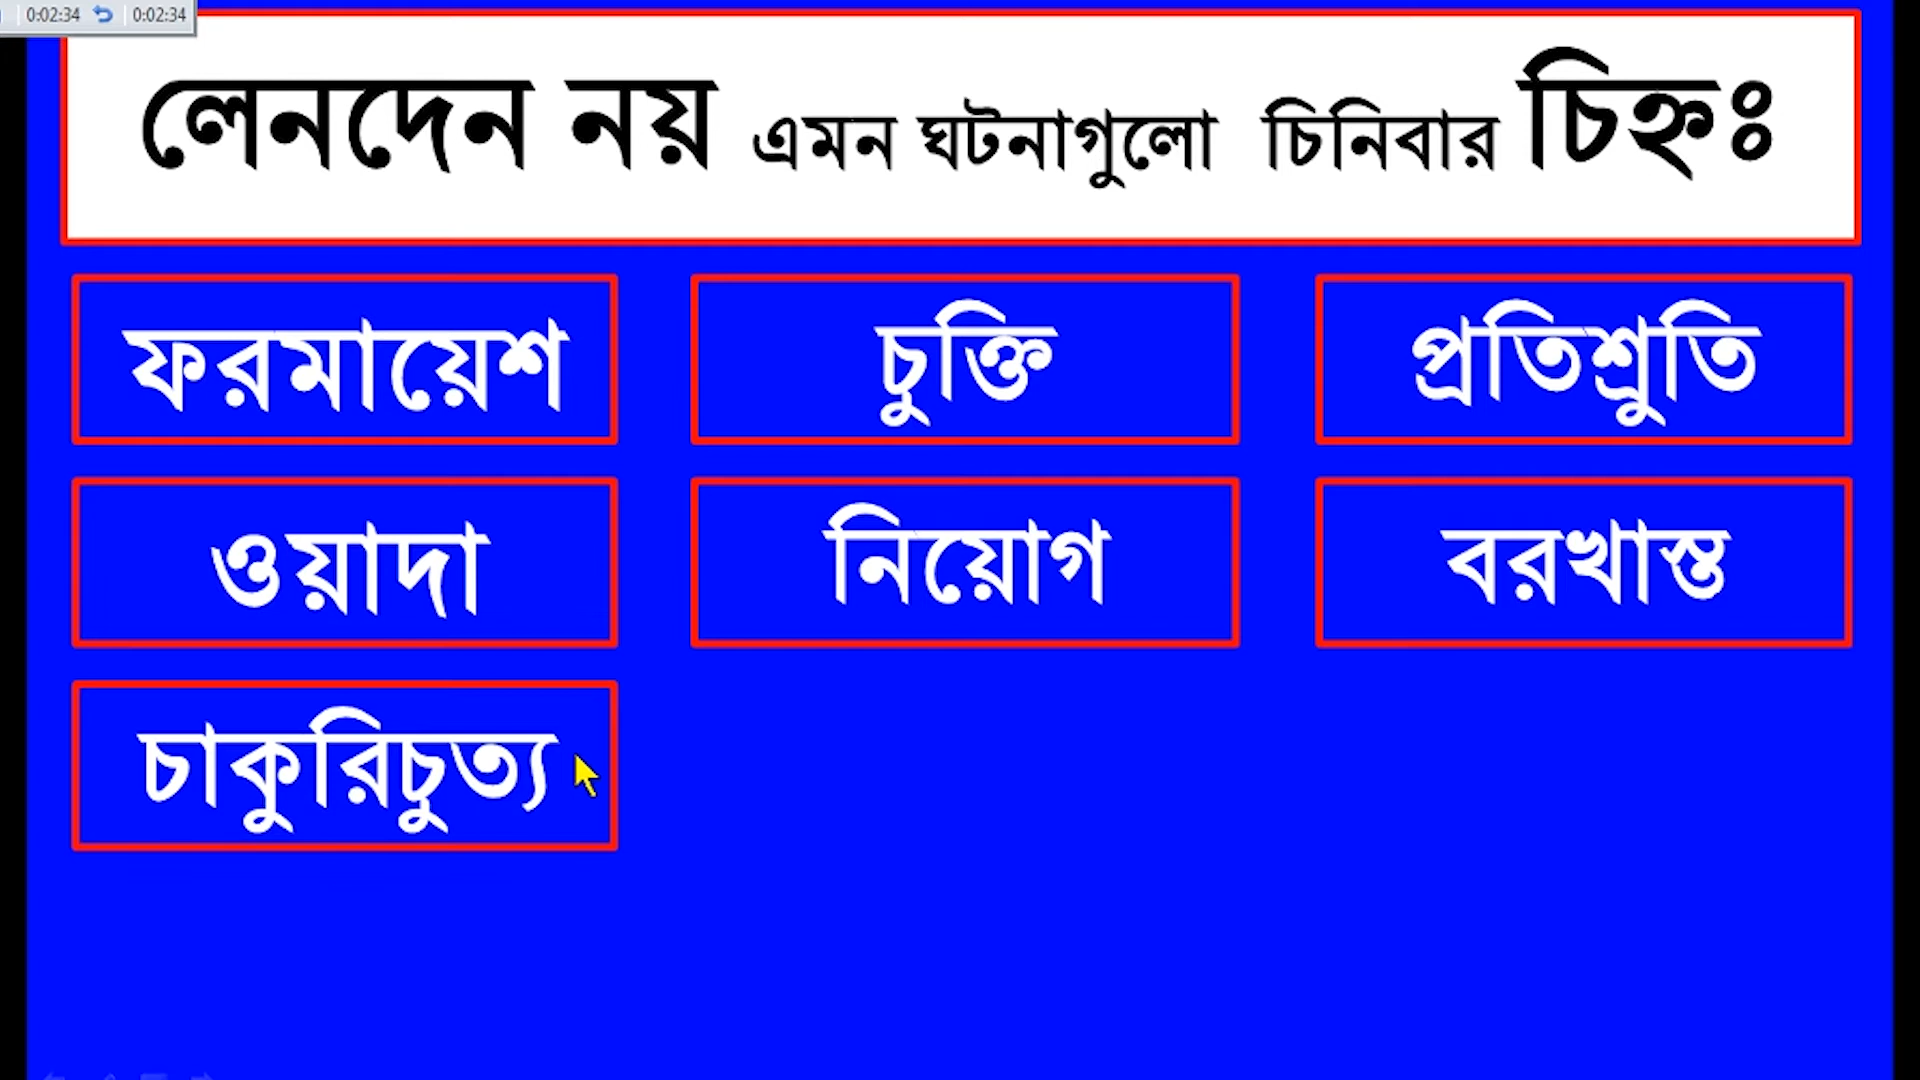 0:02:34 0:02:34
লেনদেন নয় এমন ঘটনাগুলো চিনিবার চিহ্নঃ
ফরমায়েশ চুক্তি প্রতিশ্রুতি
ওয়াদা নিয়োগ বরখাস্ত
চাকুরিচুত্য